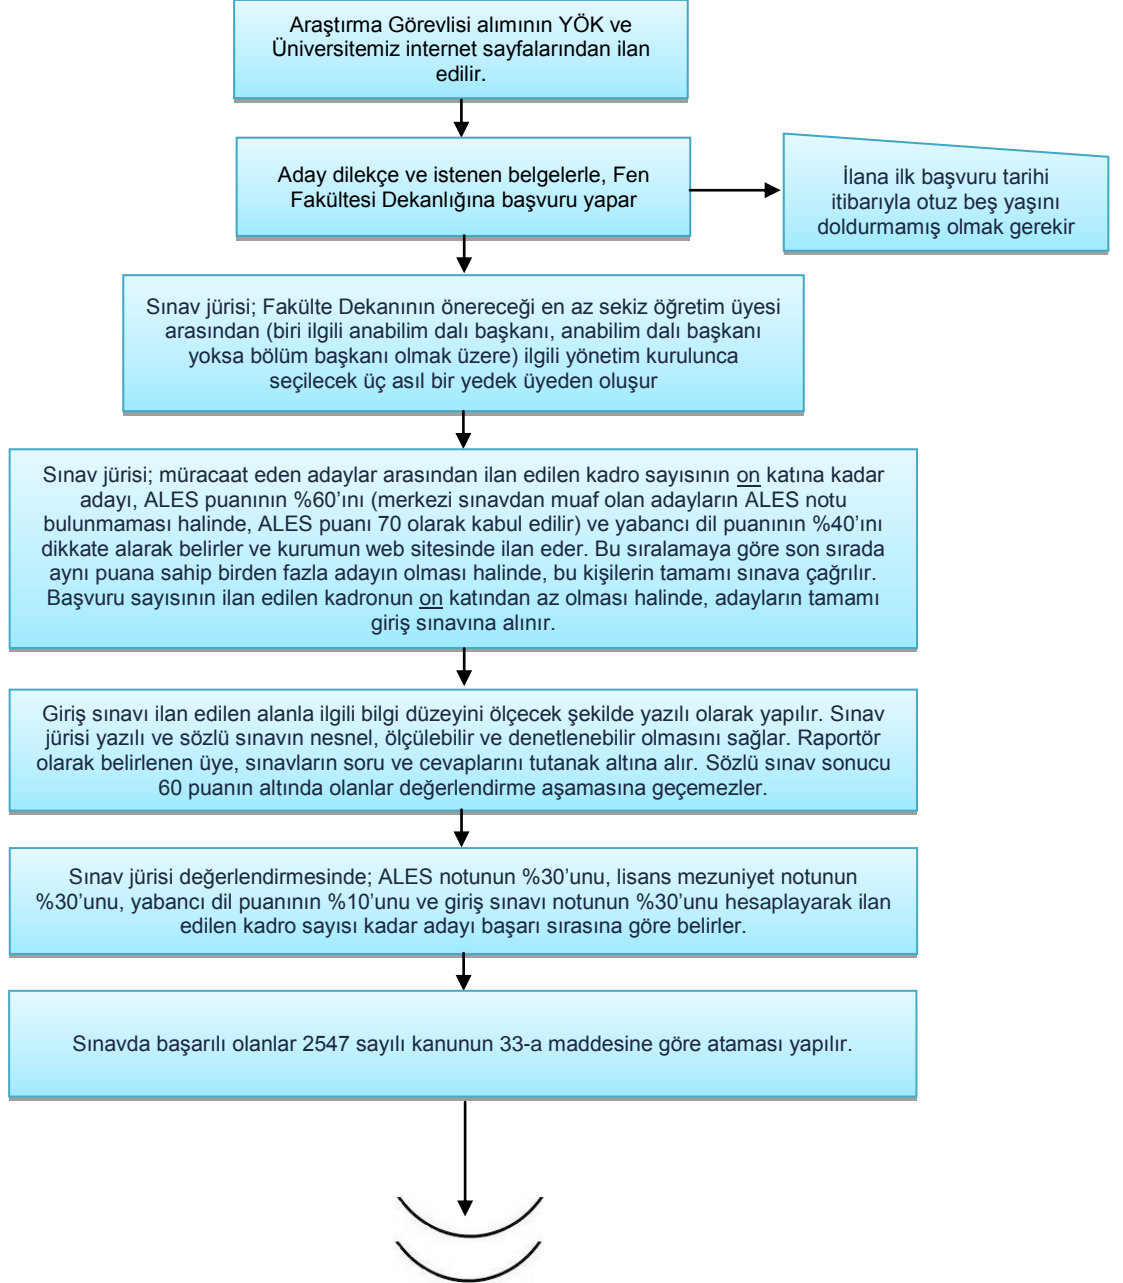 Araştırma Görevlisi alımının YÖK ve
Üniversitemiz internet sayfalarından ilan
edilir.
Aday dilekçe ve istenen belgelerle, Fen
Fakültesi Dekanlığına başvuru yapar
İlana ilk başvuru tarihi
itibarıyla otuz beş yaşını
doldurmamış olmak gerekir
Sınav jürisi; Fakülte Dekanının önereceği en az sekiz öğretim üyesi
arasından (biri ilgili anabilim dalı başkanı, anabilim dalı başkanı
yoksa bölüm başkanı olmak üzere) ilgili yönetim kurulunca
seçilecek üç asıl bir yedek üyeden oluşur
Sınav jürisi; müracaat eden adaylar arasından ilan edilen kadro sayısının on katına kadar
adayı, ALES puanının %60’ını (merkezi sınavdan muaf olan adayların ALES notu
bulunmaması halinde, ALES puanı 70 olarak kabul edilir) ve yabancı dil puanının %40’ını
dikkate alarak belirler ve kurumun web sitesinde ilan eder. Bu sıralamaya göre son sırada
aynı puana sahip birden fazla adayın olması halinde, bu kişilerin tamamı sınava çağrılır.
Başvuru sayısının ilan edilen kadronun on katından az olması halinde, adayların tamamı
giriş sınavına alınır.
Giriş sınavı ilan edilen alanla ilgili bilgi düzeyini ölçecek şekilde yazılı olarak yapılır. Sınav
jürisi yazılı ve sözlü sınavın nesnel, ölçülebilir ve denetlenebilir olmasını sağlar. Raportör
olarak belirlenen üye, sınavların soru ve cevaplarını tutanak altına alır. Sözlü sınav sonucu
60 puanın altında olanlar değerlendirme aşamasına geçemezler.
Sınav jürisi değerlendirmesinde; ALES notunun %30’unu, lisans mezuniyet notunun
%30’unu, yabancı dil puanının %10’unu ve giriş sınavı notunun %30’unu hesaplayarak ilan
edilen kadro sayısı kadar adayı başarı sırasına göre belirler.
Sınavda başarılı olanlar 2547 sayılı kanunun 33-a maddesine göre ataması yapılır.